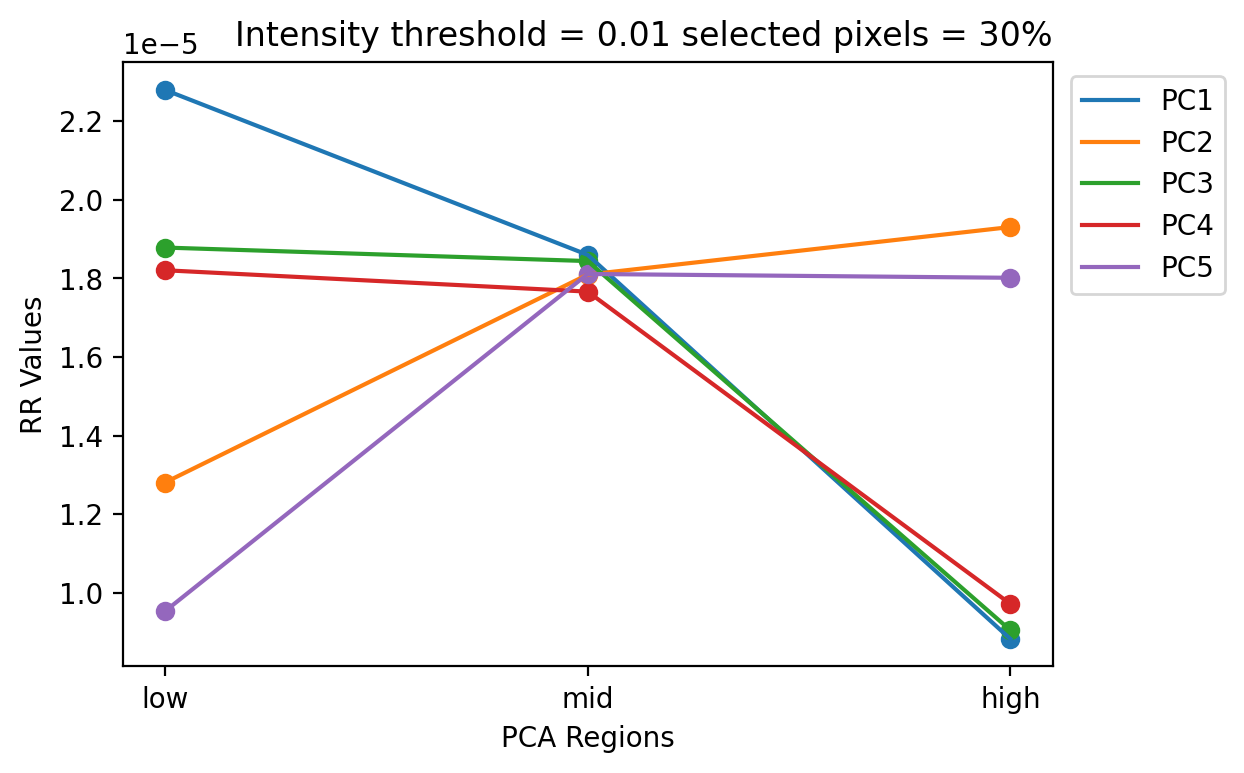 Intensity threshold = 0.01 selected pixels = 30%
1e−5
2.2
2.0
1.8
1.6
1.4
1.2
1.0
RR Values
low mid high
PCA Regions
PC1
PC2
PC3
PC4
PC5